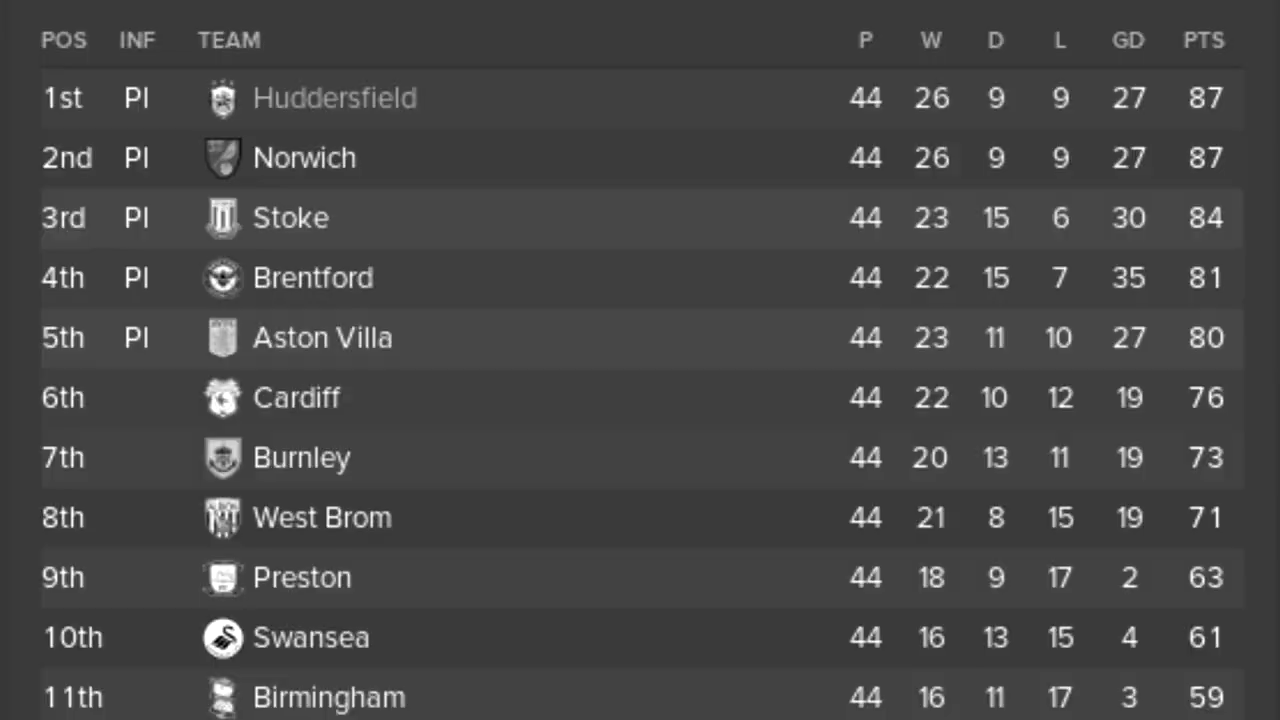 POS INF TEAM P W D L GD PTS
1st PI Huddersfield 44 26 9 9 27 87
2nd PI Norwich 44 26 9 9 27 87
3rd PI Stoke 44 23 15 6 30 84
4th PI Brentford 44 22 15 7 35 81
5th PI Aston Villa 44 23 11 10 27 80
6th Cardiff 44 22 10 12 19 76
7th Burnley 44 20 13 11 19 73
8th West Brom 44 21 8 15 19 71
9th Preston 44 18 9 17 2 63
10th Swansea 44 16 13 15 4 61
11th Birmingham 44 16 11 17 3 59